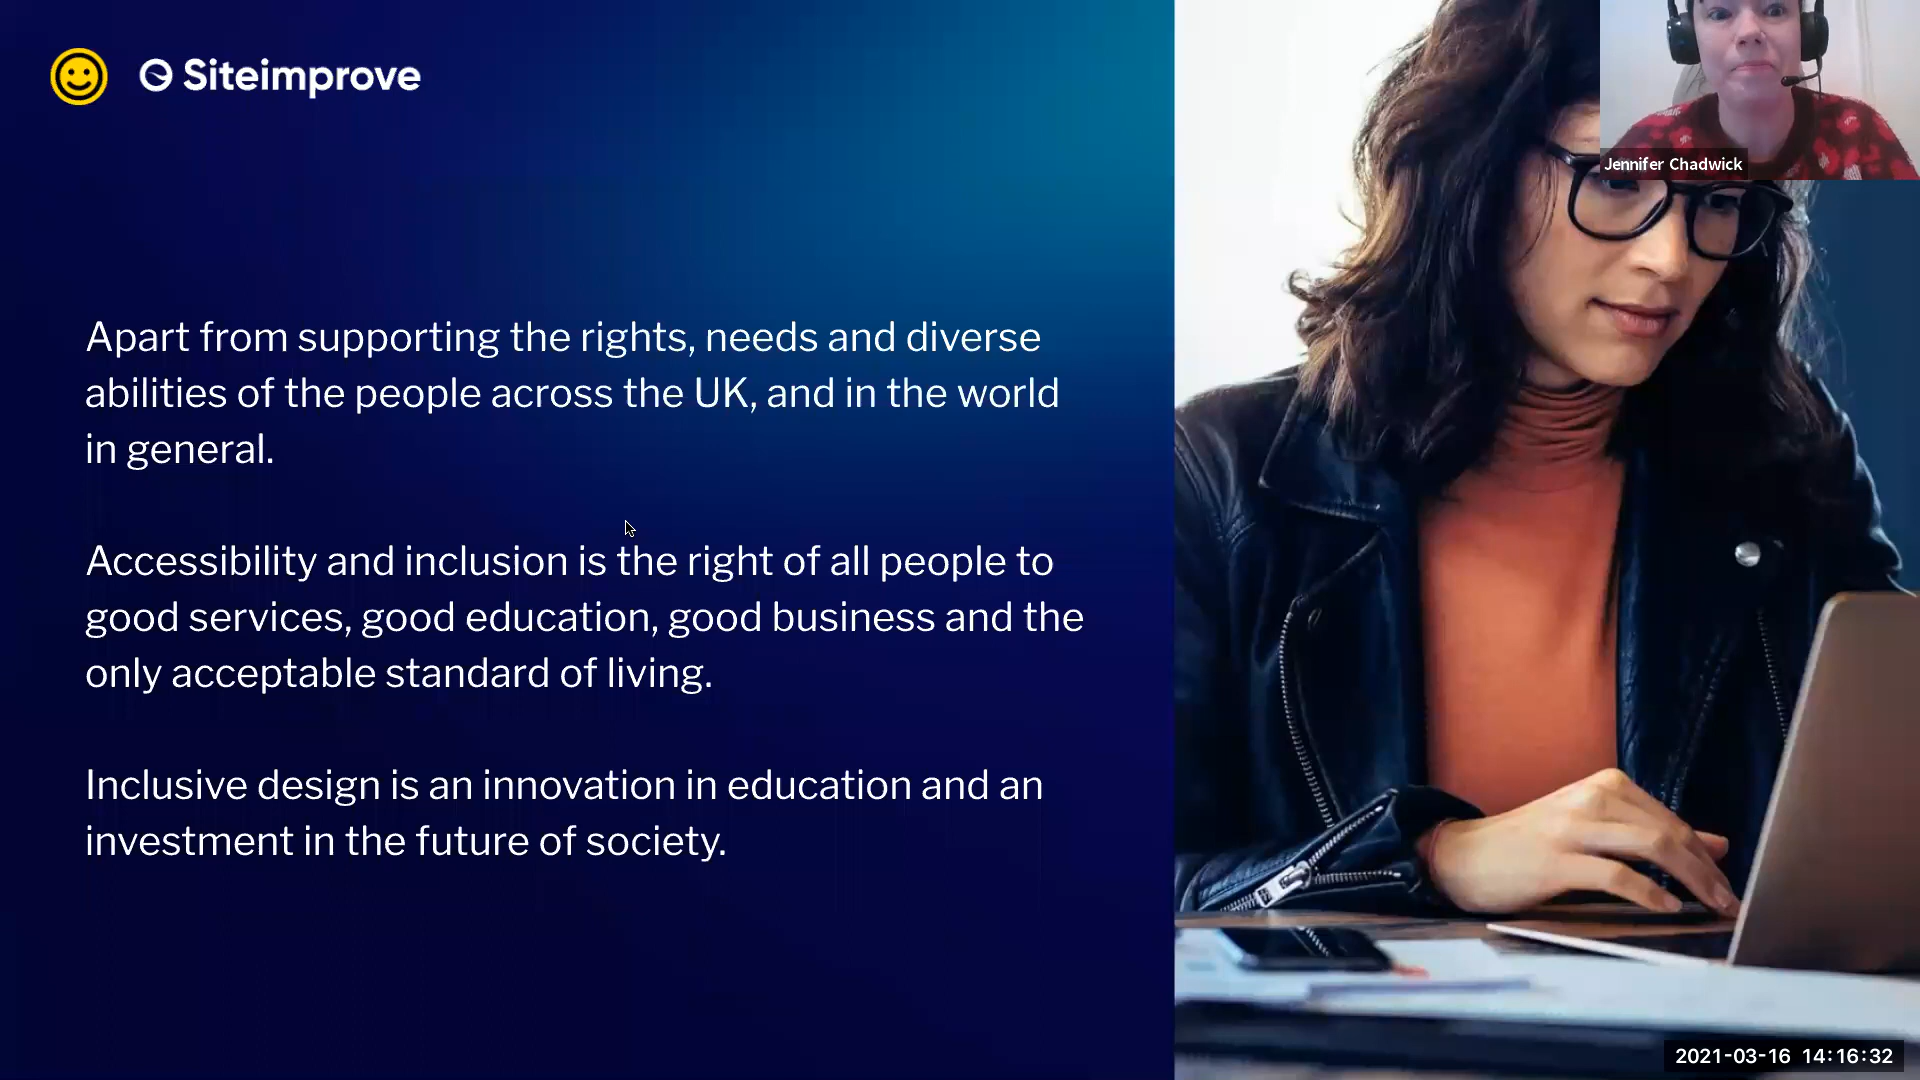 Siteimprove
Jennifer Chadwick
Apart from supporting the rights, needs and diverse
abilities of the people across the UK, and in the world
in general.
Accessibility and inclusion is the right of all people to
good services, good education, good business and the
only acceptable standard of living.
Inclusive design is an innovation in education and an
investment in the future of society.
2021-03-16 14:16:32